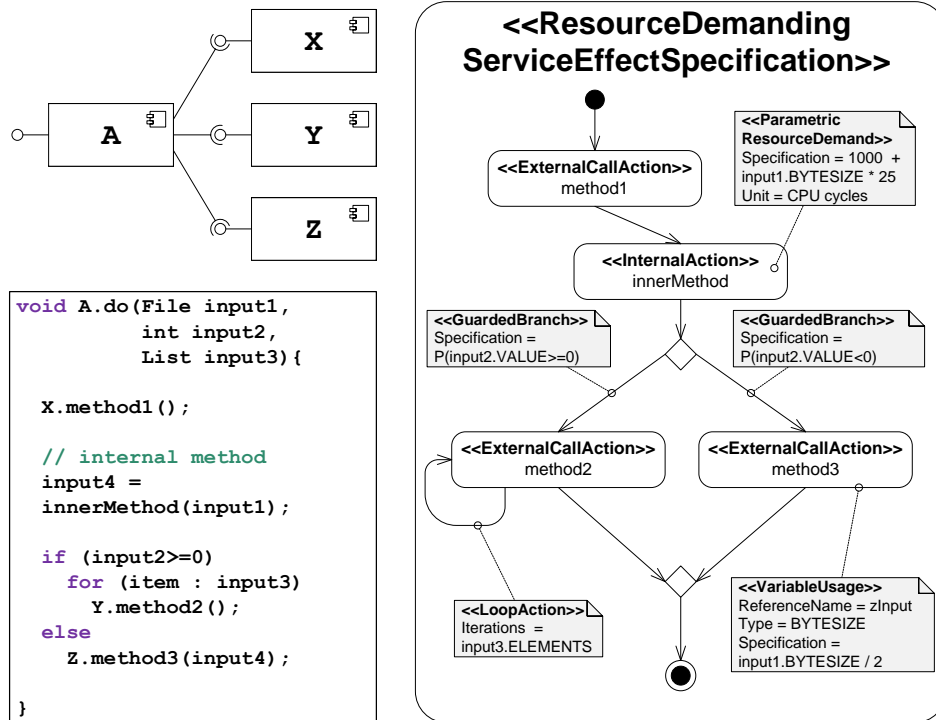 X
A
Y
Z
void A.do(File input1,
int input2,
List input3){
X.method1();
// internal method
input4 =
innerMethod(input1);
if (input2>=0)
for (item : input3)
Y.method2();
else
Z.method3(input4);
}
<<ResourceDemanding
ServiceEffectSpecification>>
<<Parametric
ResourceDemand>>
Specification = 1000 +
input1.BYTESIZE * 25
Unit = CPU cycles
<<ExternalCallAction>>
method1
<<InternalAction>>
innerMethod
<<GuardedBranch>>
Specification =
P(input2.VALUE>=0)
<<GuardedBranch>>
Specification =
P(input2.VALUE<0)
<<ExternalCallAction>>
method2
<<ExternalCallAction>>
method3
<<LoopAction>>
Iterations =
input3.ELEMENTS
<<VariableUsage>>
ReferenceName = zInput
Type = BYTESIZE
Specification =
input1.BYTESIZE / 2